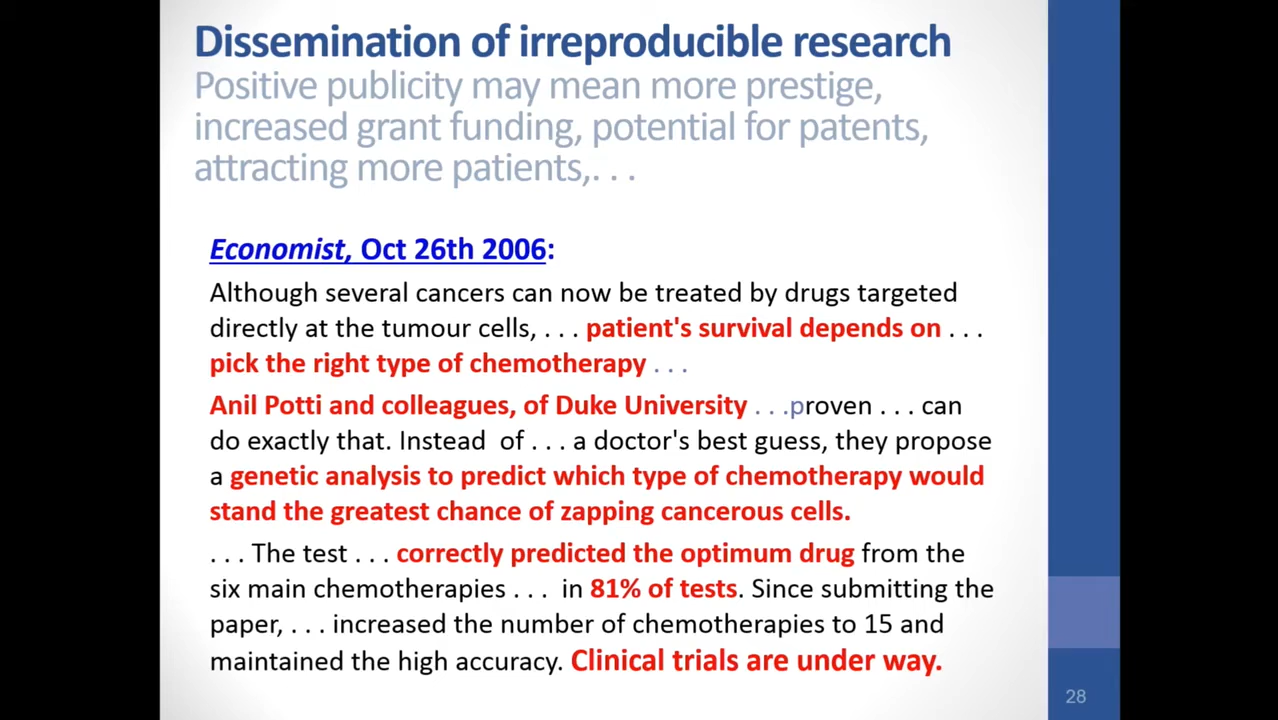 Dissemination of irreproducible research
Positive publicity may mean more prestige,
increased grant funding, potential for patents,
attracting more patients,. . .
Economist, Oct 26th 2006:
Although several cancers can now be treated by drugs targeted
directly at the tumour cells, . . . patient's survival depends on . . .
pick the right type of chemotherapy . . .
Anil Potti and colleagues, of Duke University . . .proven . . . can
do exactly that. Instead of . . . a doctor's best guess, they propose
a genetic analysis to predict which type of chemotherapy would
stand the greatest chance of zapping cancerous cells.
. . . The test . . . correctly predicted the optimum drug from the
six main chemotherapies . . . in 81% of tests. Since submitting the
paper, . . . increased the number of chemotherapies to 15 and
maintained the high accuracy. Clinical trials are under way.
28